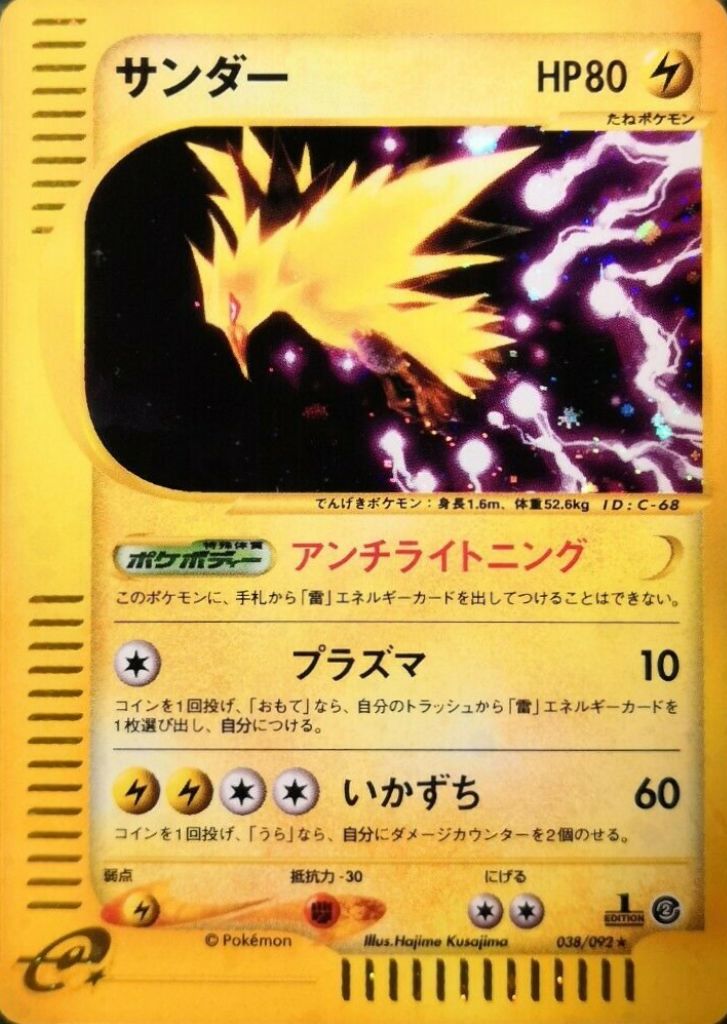 サンダー HP80
たねポケモン
でんげきポケモン：身長1.6m、体重52.6kg ID:C-68
特殊体質
ポケボディー アンチライトニング
このポケモンに、手札から「雷」エネルギーカードを出してつけることはできない。
プラズマ 10
コインを1回投げ、「おもて」なら、自分のトラッシュから「雷」エネルギーカードを
1枚選び出し、自分につける。
いかずち 60
コインを1回投げ、「うら」なら、自分にダメージカウンターを2個のせる。
弱点 抵抗力-30 にげる
1 EDITION 2
©Pokémon Illus.Hajime Kusajima 038/092★
e